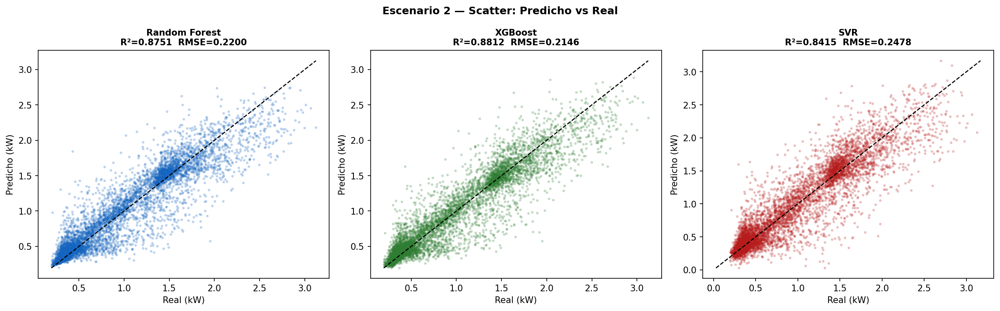 Escenario 2 — Scatter: Predicho vs Real
Random Forest
R²=0.8751  RMSE=0.2200
Predicho (kW)
3.0
2.5
2.0
1.5
1.0
0.5
0.5 1.0 1.5 2.0 2.5 3.0
Real (kW)
XGBoost
R²=0.8812  RMSE=0.2146
Predicho (kW)
3.0
2.5
2.0
1.5
1.0
0.5
0.5 1.0 1.5 2.0 2.5 3.0
Real (kW)
SVR
R²=0.8415  RMSE=0.2478
Predicho (kW)
3.0
2.5
2.0
1.5
1.0
0.5
0.0
0.0 0.5 1.0 1.5 2.0 2.5 3.0
Real (kW)